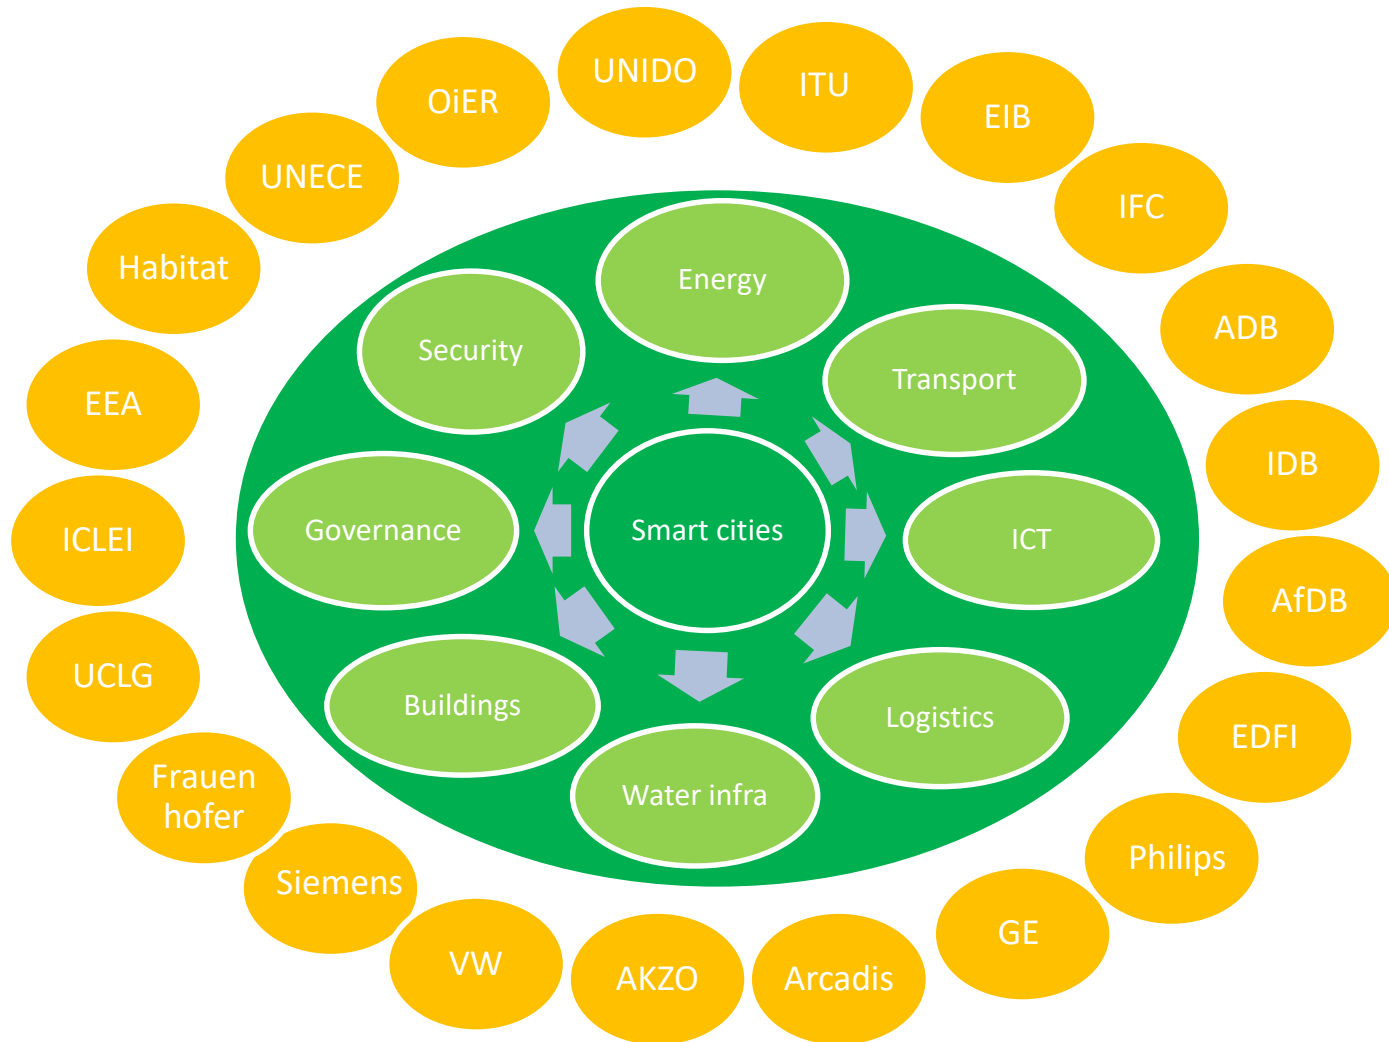 UNIDO
ITU
OiER
EIB
UNECE
IFC
Habitat
Energy
ADB
Security
Transport
EEA
IDB
Governance
Smart cities
ICT
ICLEI
AfDB
UCLG
Buildings
Logistics
EDFI
Frauen
hofer
Water infra
Philips
Siemens
GE
VW
AKZO
Arcadis